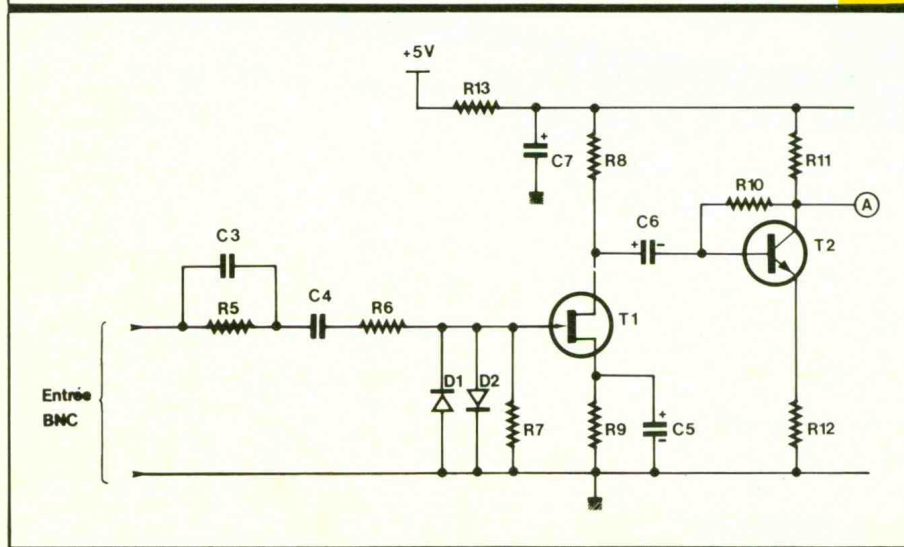 +5V
R13
C7
R8
R11
R10
A
C6
T2
C3
R5
C4
R6
T1
D1
D2
R7
R9
C5
R12
Entrée
BNC
+
+
-
+
-